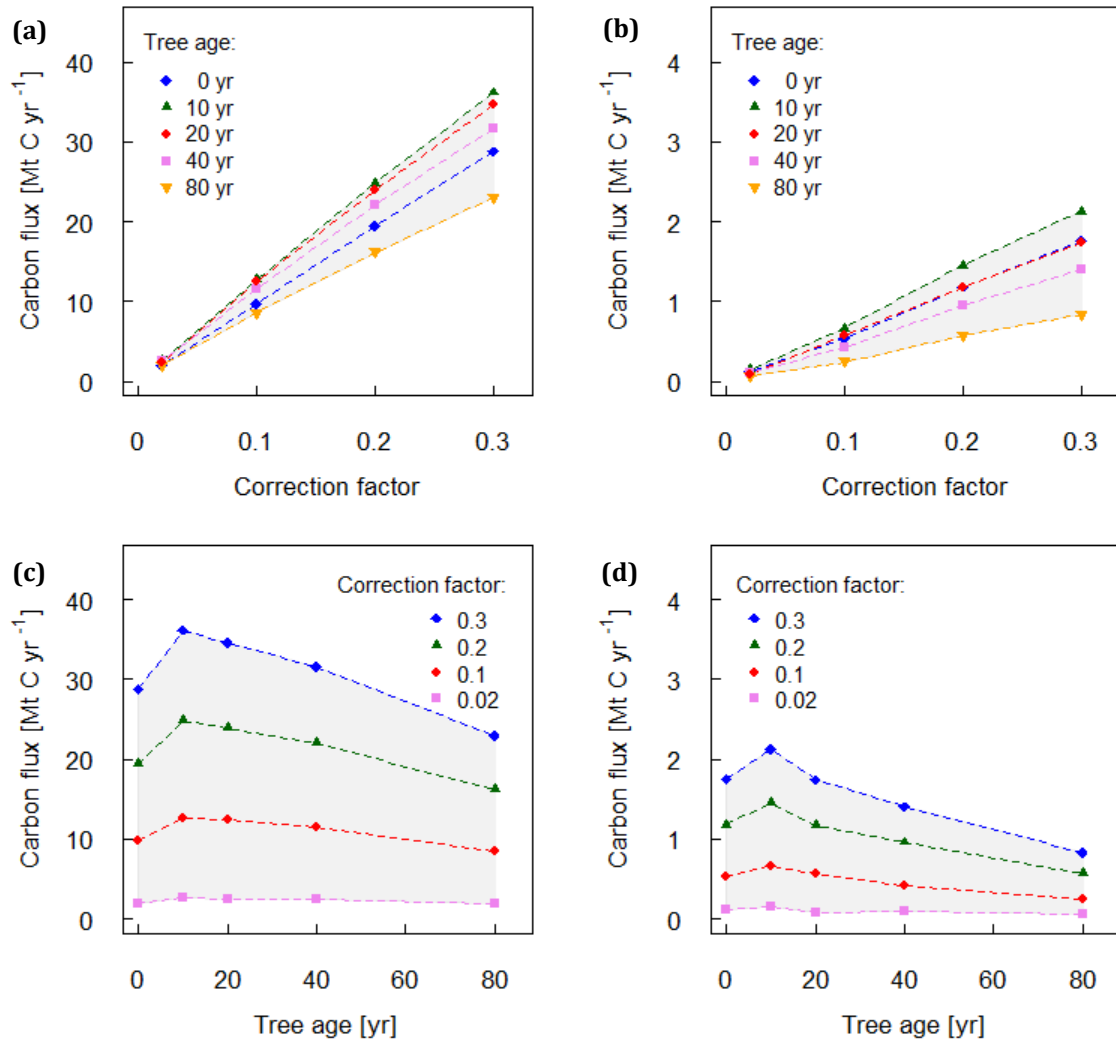 (a)
Tree age:
0 yr
10 yr
20 yr
40 yr
80 yr
Carbon flux [Mt C yr⁻¹]
40
30
20
10
0
0 0.1 0.2 0.3
Correction factor
(b)
Tree age:
0 yr
10 yr
20 yr
40 yr
80 yr
Carbon flux [Mt C yr⁻¹]
4
3
2
1
0
0 0.1 0.2 0.3
Correction factor
(c)
Correction factor:
0.3
0.2
0.1
0.02
Carbon flux [Mt C yr⁻¹]
40
30
20
10
0
0 20 40 60 80
Tree age [yr]
(d)
Correction factor:
0.3
0.2
0.1
0.02
Carbon flux [Mt C yr⁻¹]
4
3
2
1
0
0 20 40 60 80
Tree age [yr]